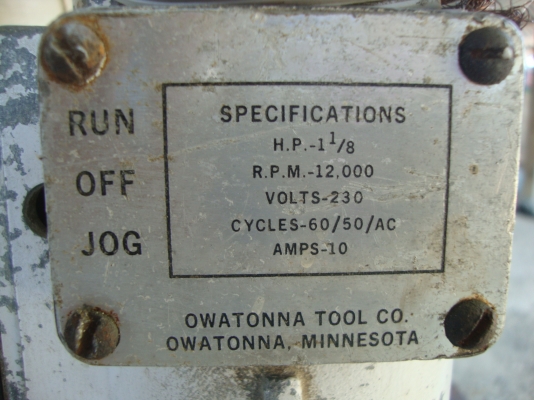 RUN
OFF
JOG
SPECIFICATIONS
H.P.-1 1/8
R.P.M.-12,000
VOLTS-230
CYCLES-60/50/AC
AMPS-10
OWATONNA TOOL CO.
OWATONNA, MINNESOTA